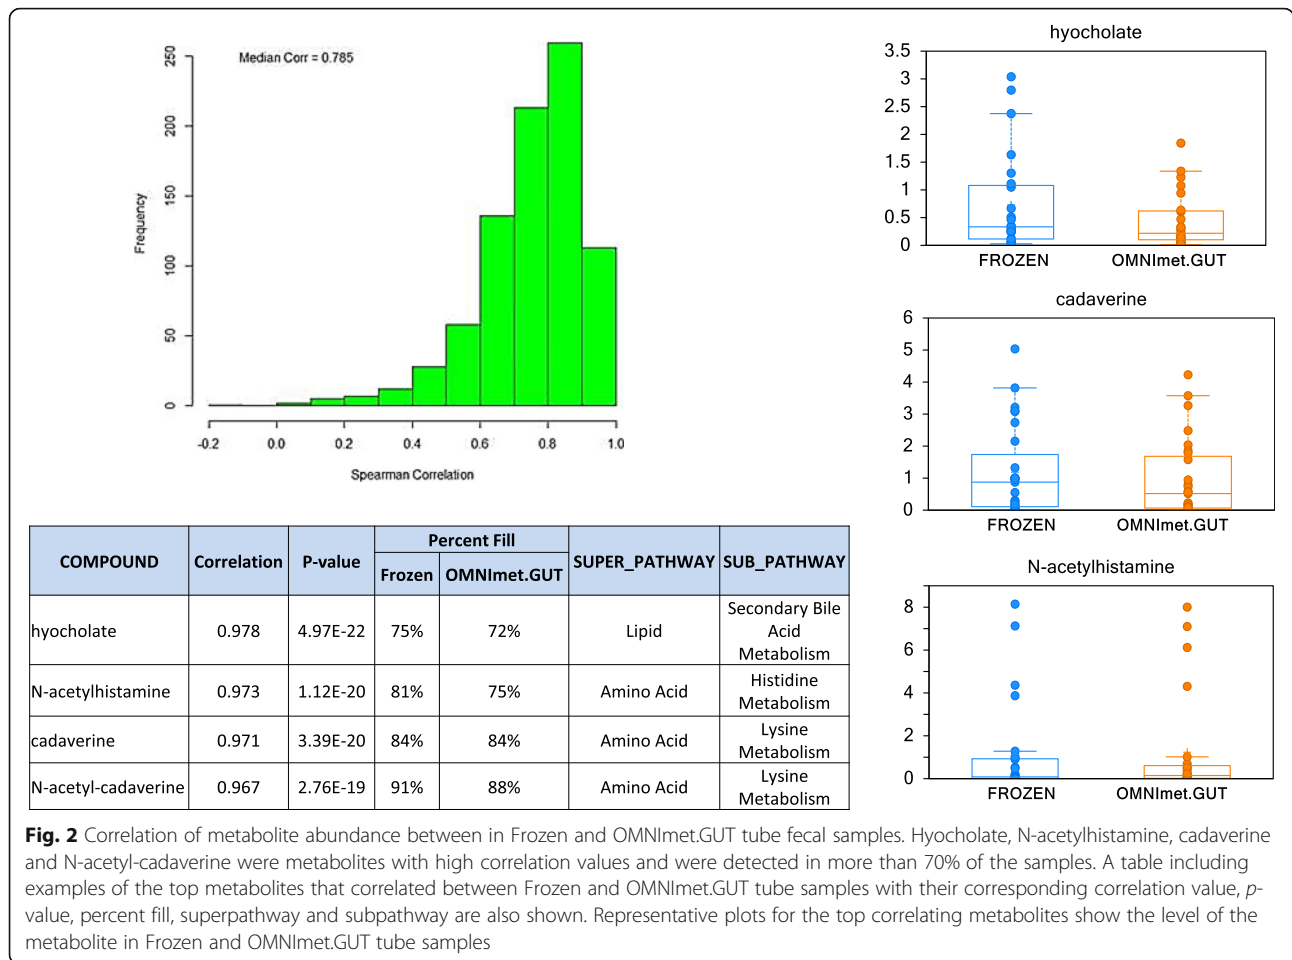 Median Corr = 0.785
250
200
150
100
50
0
Frequency
-0.2
0.0
0.2
0.4
0.6
0.8
1.0
Spearman Correlation
hyocholate
3.5
3
2.5
2
1.5
1
0.5
0
FROZEN
OMNImet.GUT
cadaverine
6
5
4
3
2
1
0
FROZEN
OMNImet.GUT
N-acetylhistamine
8
6
4
2
0
FROZEN
OMNImet.GUT
COMPOUND Correlation P-value Percent Fill SUPER_PATHWAY SUB_PATHWAY
Frozen OMNImet.GUT
hyocholate 0.978 4.97E-22 75% 72% Lipid Secondary Bile
Acid
Metabolism
N-acetylhistamine 0.973 1.12E-20 81% 75% Amino Acid Histidine
Metabolism
cadaverine 0.971 3.39E-20 84% 84% Amino Acid Lysine
Metabolism
N-acetyl-cadaverine 0.967 2.76E-19 91% 88% Amino Acid Lysine
Metabolism
Fig. 2 Correlation of metabolite abundance between in Frozen and OMNImet.GUT tube fecal samples. Hyocholate, N-acetylhistamine, cadaverine
and N-acetyl-cadaverine were metabolites with high correlation values and were detected in more than 70% of the samples. A table including
examples of the top metabolites that correlated between Frozen and OMNImet.GUT tube samples with their corresponding correlation value, p-
value, percent fill, superpathway and subpathway are also shown. Representative plots for the top correlating metabolites show the level of the
metabolite in Frozen and OMNImet.GUT tube samples